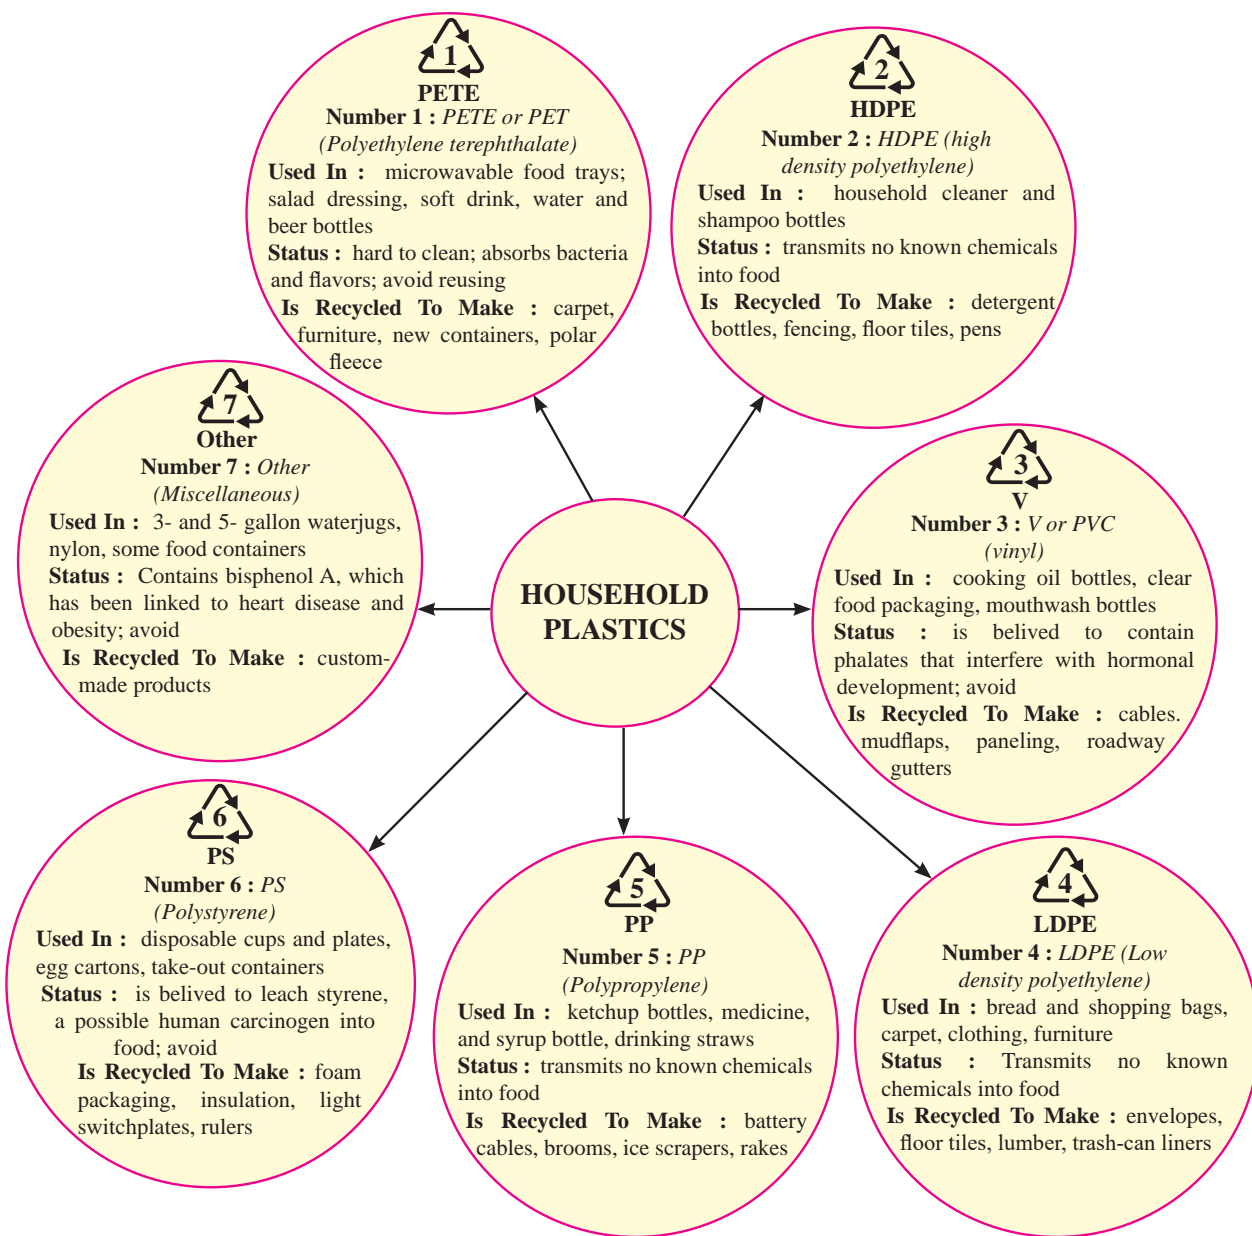 1
PETE
Number 1 : PETE or PET
(Polyethylene terephthalate)
Used In : microwavable food trays;
salad dressing, soft drink, water and
beer bottles
Status : hard to clean; absorbs bacteria
and flavors; avoid reusing
Is Recycled To Make : carpet,
furniture, new containers, polar
fleece
2
HDPE
Number 2 : HDPE (high
density polyethylene)
Used In : household cleaner and
shampoo bottles
Status : transmits no known chemicals
into food
Is Recycled To Make : detergent
bottles, fencing, floor tiles, pens
7
Other
Number 7 : Other
(Miscellaneous)
Used In : 3- and 5- gallon waterjugs,
nylon, some food containers
Status : Contains bisphenol A, which
has been linked to heart disease and
obesity; avoid
Is Recycled To Make : custom-
made products
HOUSEHOLD
PLASTICS
3
V
Number 3 : V or PVC
(vinyl)
Used In : cooking oil bottles, clear
food packaging, mouthwash bottles
Status : is belived to contain
phalates that interfere with hormonal
development; avoid
Is Recycled To Make : cables.
mudflaps, paneling, roadway
gutters
6
PS
Number 6 : PS
(Polystyrene)
Used In : disposable cups and plates,
egg cartons, take-out containers
Status : is belived to leach styrene,
a possible human carcinogen into
food; avoid
Is Recycled To Make : foam
packaging, insulation, light
switchplates, rulers
5
PP
Number 5 : PP
(Polypropylene)
Used In : ketchup bottles, medicine,
and syrup bottle, drinking straws
Status : transmits no known chemicals
into food
Is Recycled To Make : battery
cables, brooms, ice scrapers, rakes
4
LDPE
Number 4 : LDPE (Low
density polyethylene)
Used In : bread and shopping bags,
carpet, clothing, furniture
Status : Transmits no known
chemicals into food
Is Recycled To Make : envelopes,
floor tiles, lumber, trash-can liners